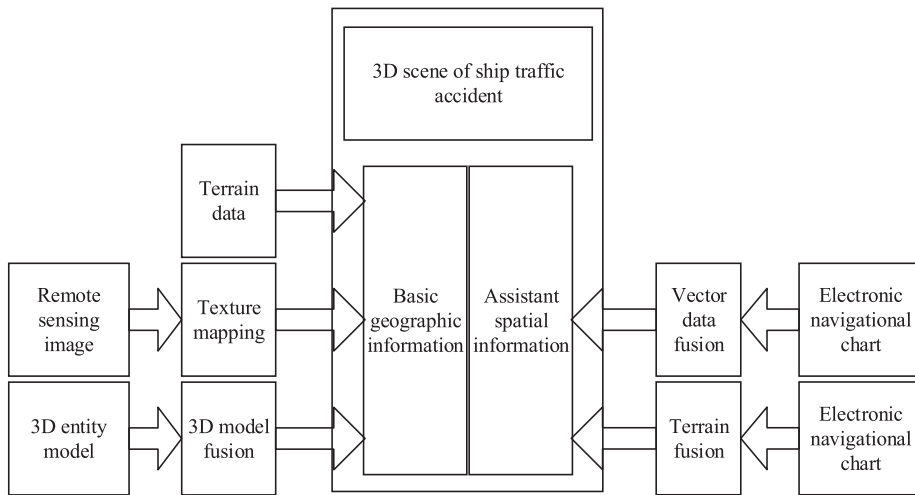 3D scene of ship traffic
accident
Terrain
data
Remote
sensing
image
Texture
mapping
Basic
geographic
information
Assistant
spatial
information
Vector
data
fusion
Electronic
navigational
chart
3D entity
model
3D model
fusion
Terrain
fusion
Electronic
navigational
chart